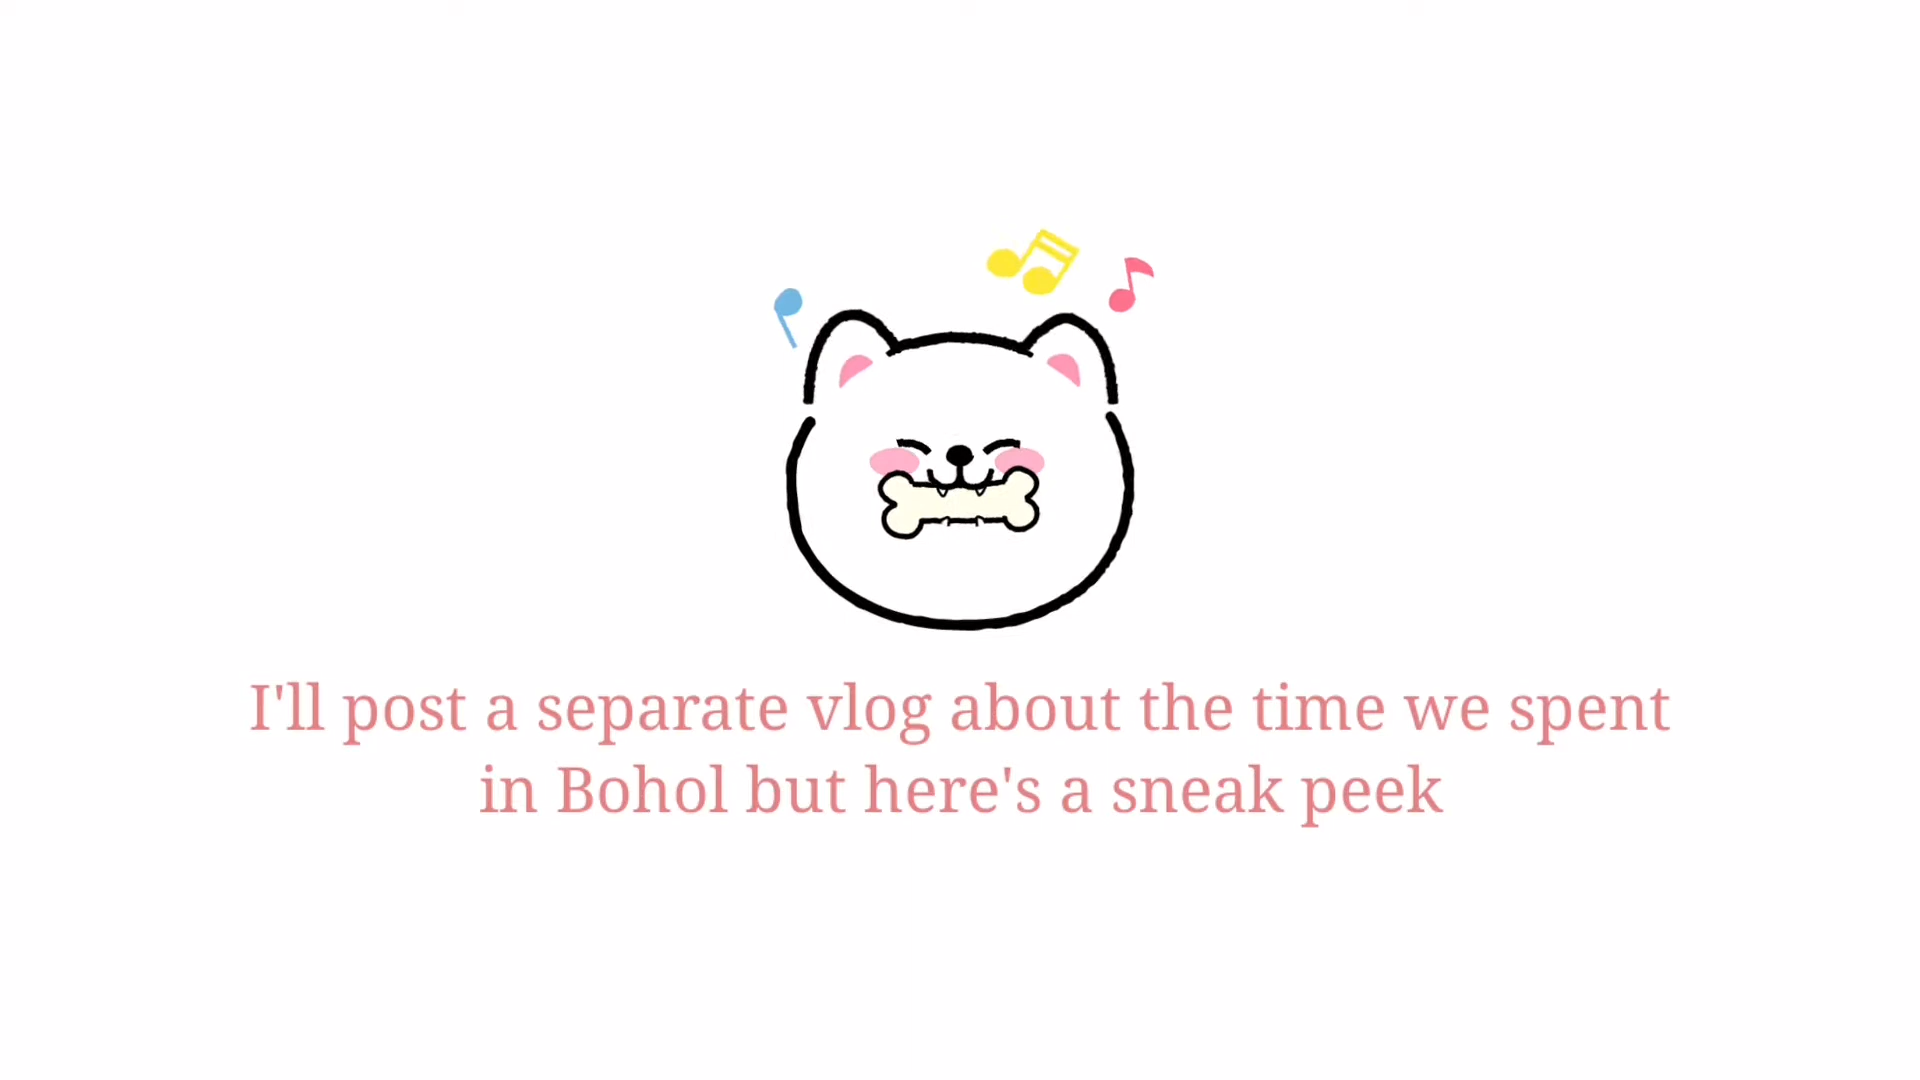 I'll post a separate vlog about the time we spent
in Bohol but here's a sneak peek